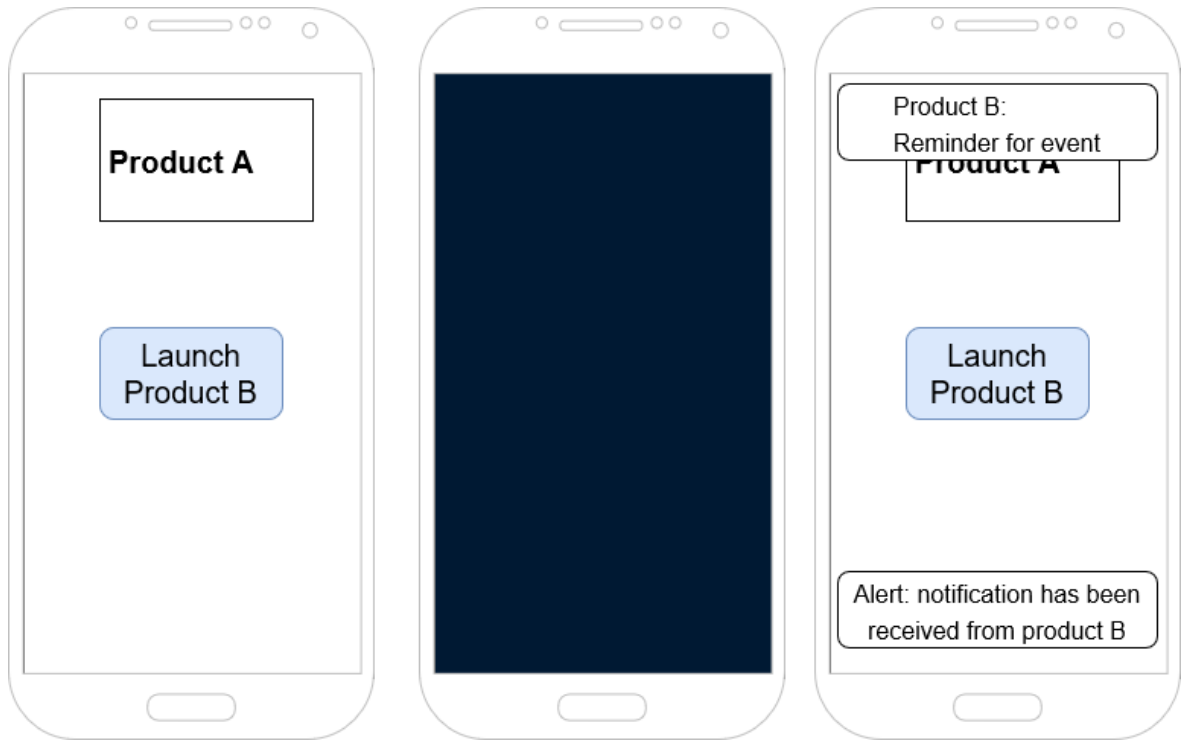 Product A
Launch
Product B
Product B:
Reminder for event
Product A
Launch
Product B
Alert: notification has been
received from product B